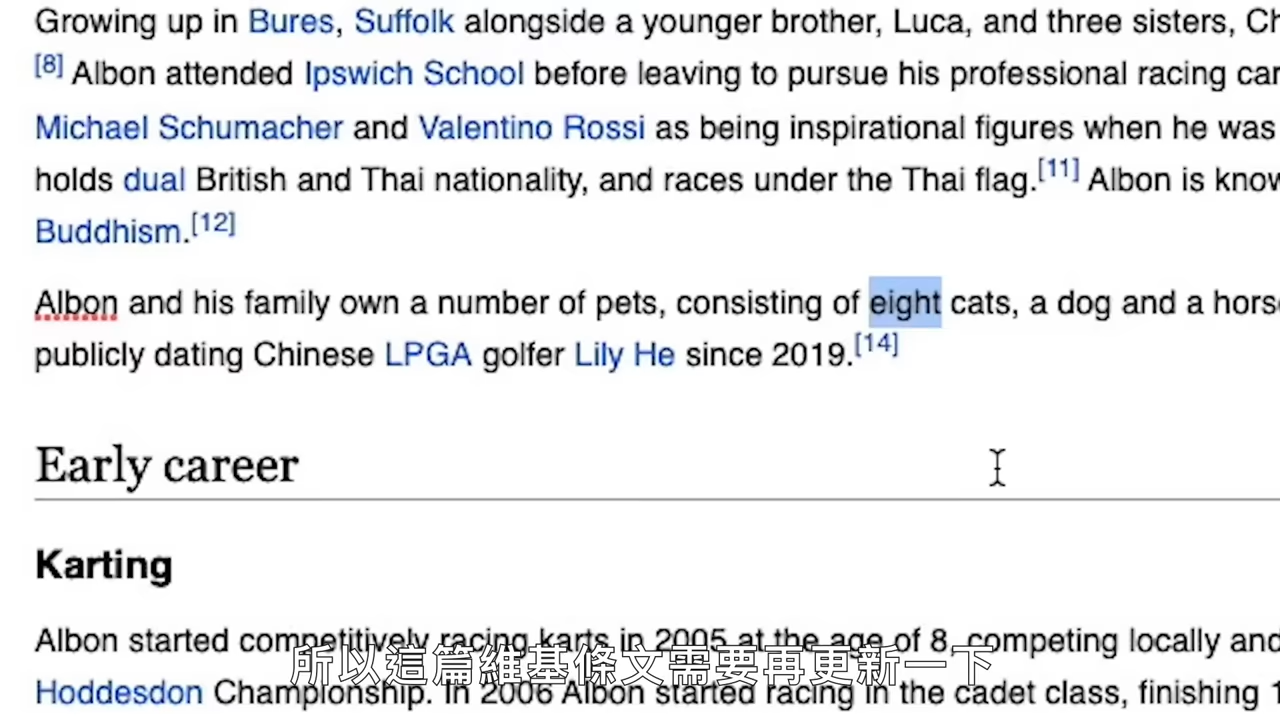 Growing up in Bures, Suffolk alongside a younger brother, Luca, and three sisters, Ch
[8] Albon attended Ipswich School before leaving to pursue his professional racing car
Michael Schumacher and Valentino Rossi as being inspirational figures when he was
holds dual British and Thai nationality, and races under the Thai flag.[11] Albon is know
Buddhism.[12]
Albon and his family own a number of pets, consisting of eight cats, a dog and a horse
publicly dating Chinese LPGA golfer Lily He since 2019.[14]
Early career
Karting
Albon started competitively racing karts in 2005 at the age of 8, competing locally and
所以這篇維基條文需要再更新一下
Hoddesdon Championship. In 2006 Albon started racing in the cadet class, finishing 1